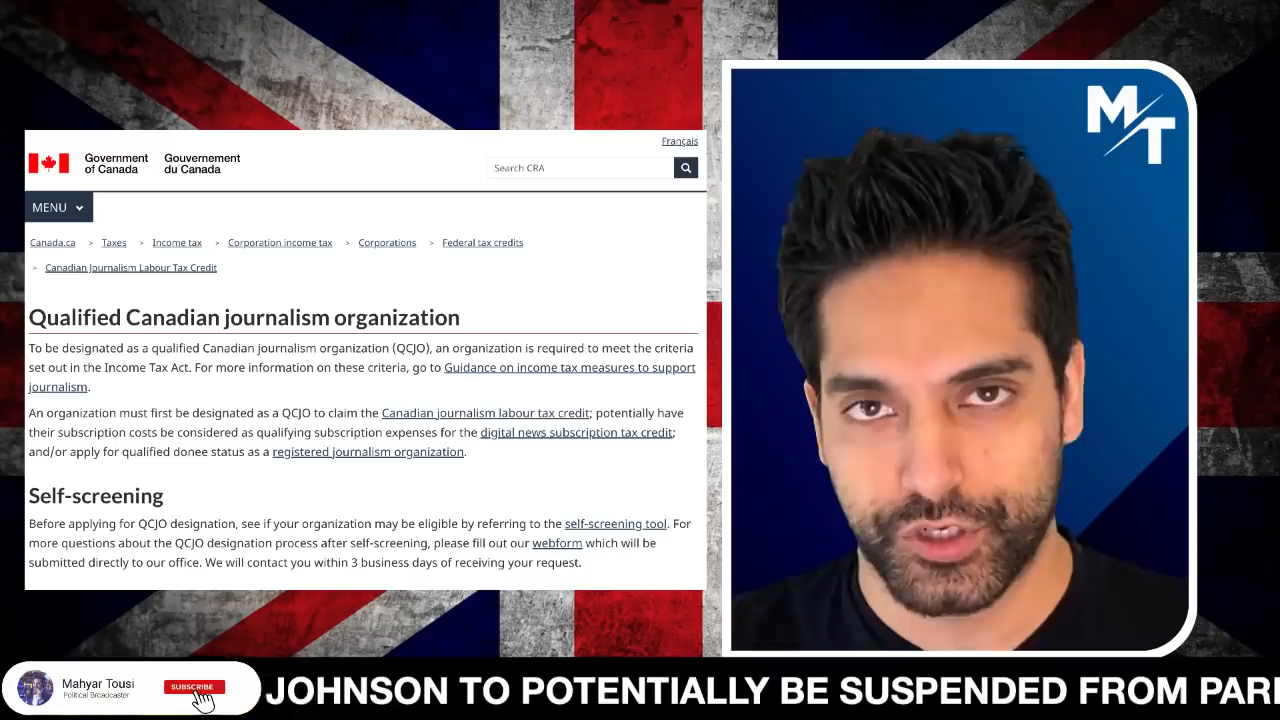 Français
Government
of Canada
Gouvernement
du Canada
Search CRA
MENU
Canada.ca > Taxes > Income tax > Corporation income tax > Corporations > Federal tax credits
> Canadian Journalism Labour Tax Credit
Qualified Canadian journalism organization
To be designated as a qualified Canadian journalism organization (QCJO), an organization is required to meet the criteria
set out in the Income Tax Act. For more information on these criteria, go to Guidance on income tax measures to support
journalism.
An organization must first be designated as a QCJO to claim the Canadian journalism labour tax credit; potentially have
their subscription costs be considered as qualifying subscription expenses for the digital news subscription tax credit;
and/or apply for qualified donee status as a registered journalism organization.
Self-screening
Before applying for QCJO designation, see if your organization may be eligible by referring to the self-screening tool. For
more questions about the QCJO designation process after self-screening, please fill out our webform which will be
submitted directly to our office. We will contact you within 3 business days of receiving your request.
M/T
Mahyar Tousi
Political Broadcaster
SUBSCRIBE
JOHNSON TO POTENTIALLY BE SUSPENDED FROM PARL